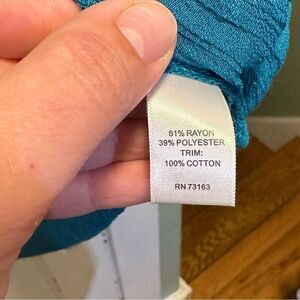 61% RAYON
39% POLYESTER
TRIM:
100% COTTON
RN 73163